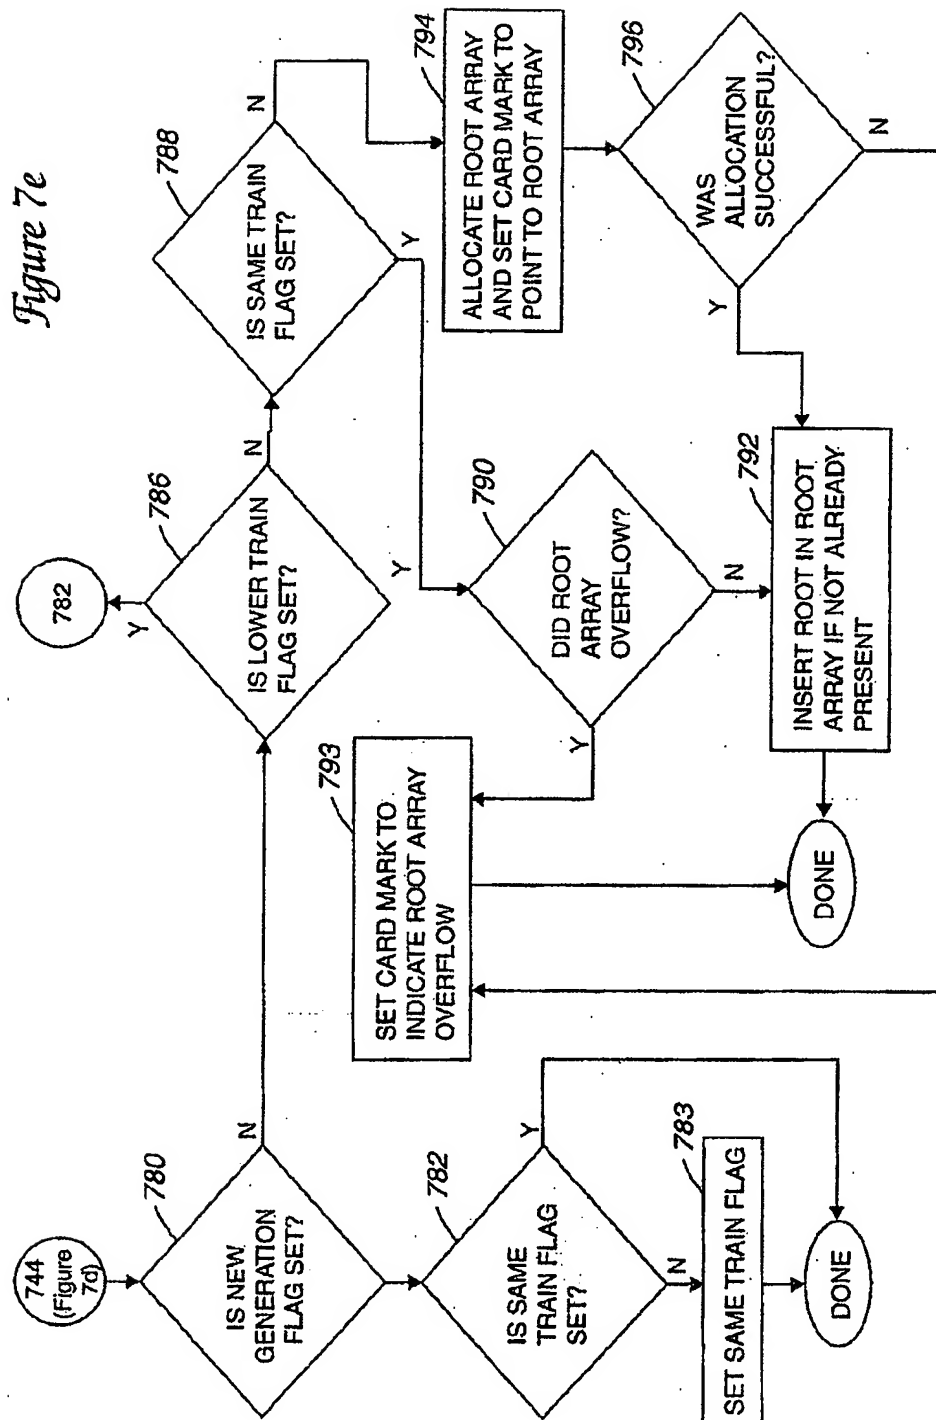 Figure 7e
744
(Figure
7d)
780
IS NEW
GENERATION
FLAG SET?
N
782
IS SAME
TRAIN FLAG
SET?
Y
N
783
SET SAME TRAIN FLAG
DONE
782
Y
786
IS LOWER TRAIN
FLAG SET?
N
788
IS SAME TRAIN
FLAG SET?
N
Y
Y
790
DID ROOT
ARRAY
OVERFLOW?
Y
N
793
SET CARD MARK TO
INDICATE ROOT ARRAY
OVERFLOW
792
INSERT ROOT IN ROOT
ARRAY IF NOT ALREADY
PRESENT
DONE
794
ALLOCATE ROOT ARRAY
AND SET CARD MARK TO
POINT TO ROOT ARRAY
796
WAS
ALLOCATION
SUCCESSFUL?
Y
N